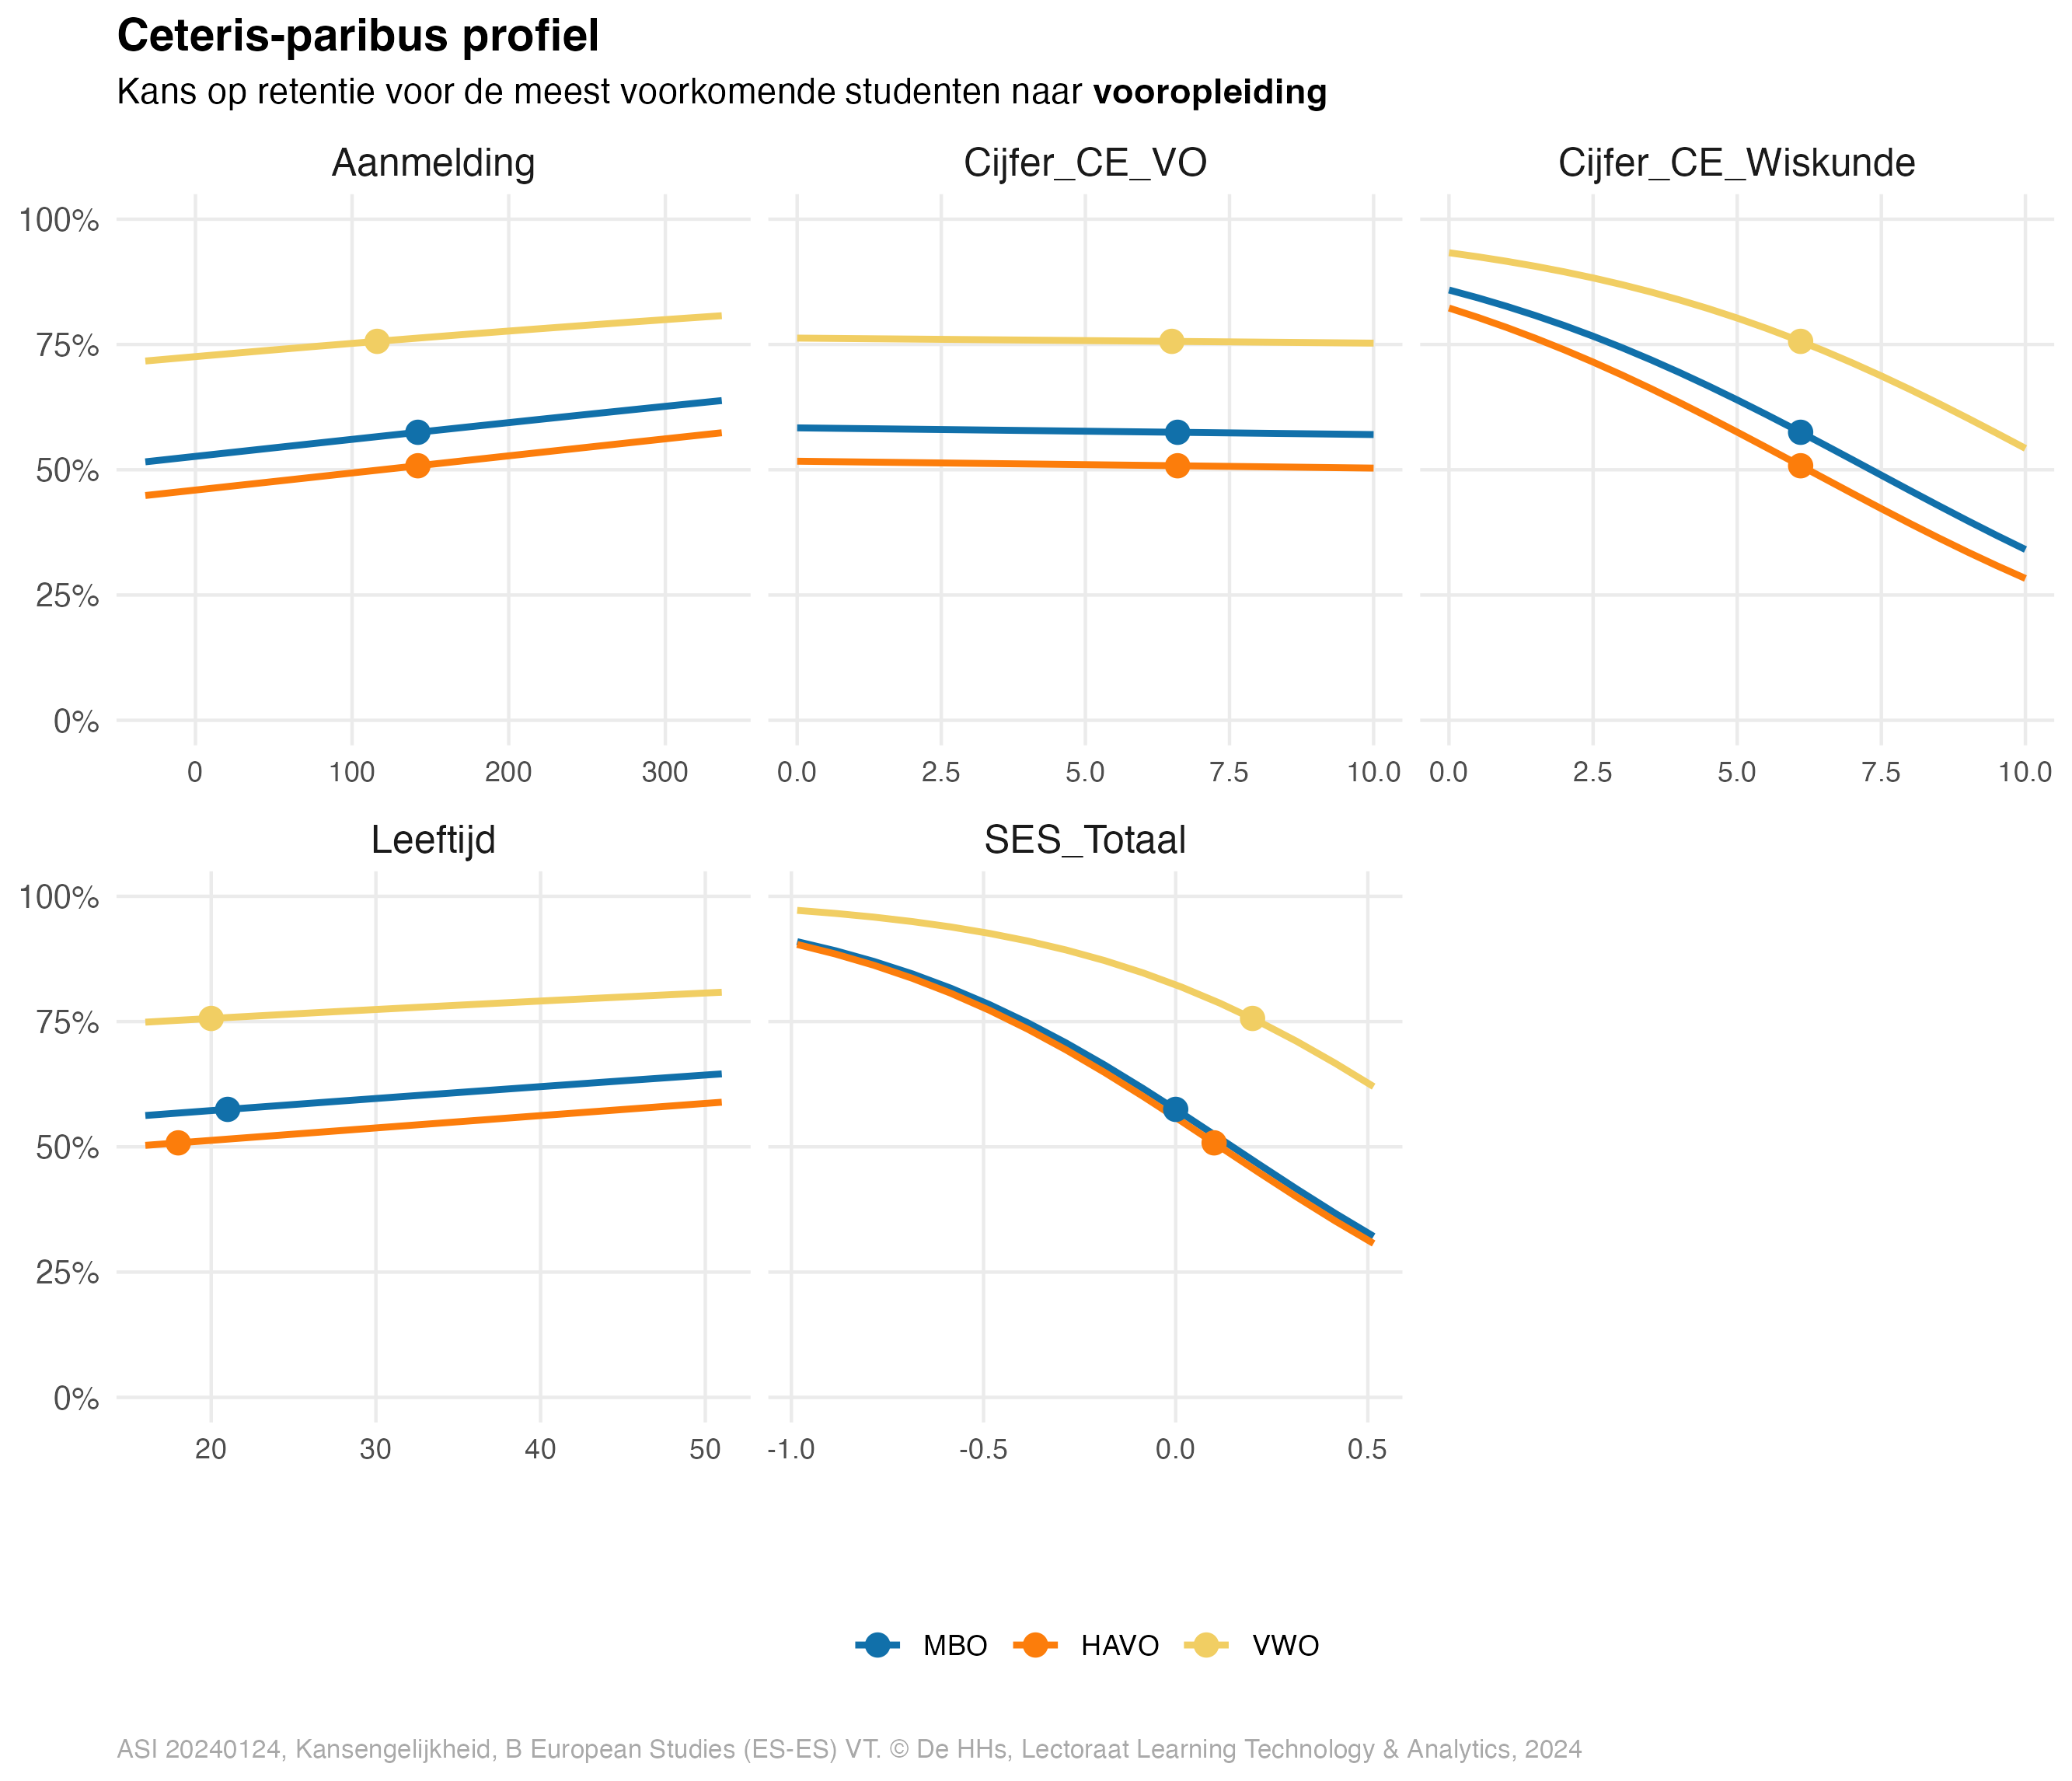 Ceteris-paribus profiel
Kans op retentie voor de meest voorkomende studenten naar vooropleiding
Aanmelding
Cijfer_CE_VO
Cijfer_CE_Wiskunde
100%
75%
50%
25%
0%
0 100 200 300
0.0 2.5 5.0 7.5 10.0
0.0 2.5 5.0 7.5 10.0
Leeftijd
SES_Totaal
100%
75%
50%
25%
0%
20 30 40 50
-1.0 -0.5 0.0 0.5
MBO HAVO VWO
ASI 20240124, Kansengelijkheid, B European Studies (ES-ES) VT. © De HHs, Lectoraat Learning Technology & Analytics, 2024